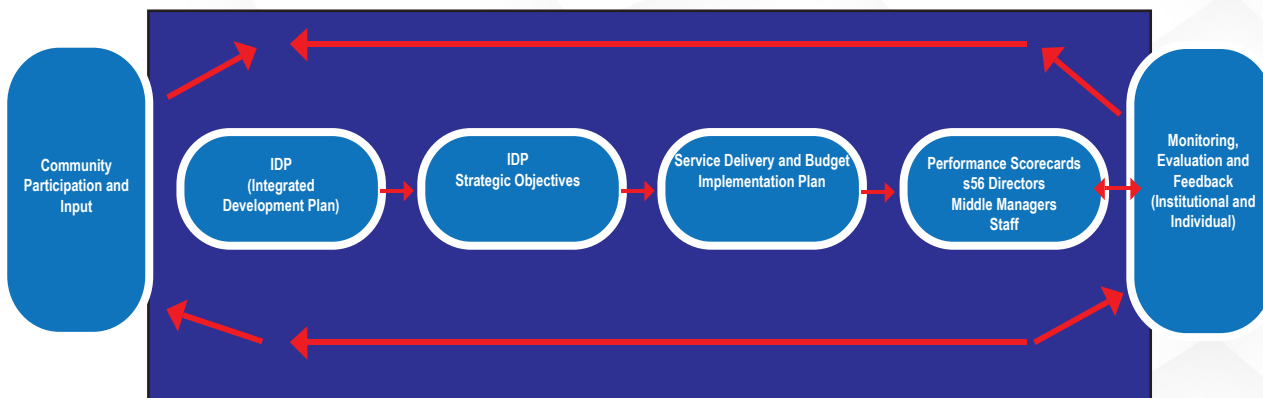 Community
Participation and
Input
IDP
(Integrated
Development Plan)
IDP
Strategic Objectives
Service Delivery and Budget
Implementation Plan
Performance Scorecards
s56 Directors
Middle Managers
Staff
Monitoring,
Evaluation and
Feedback
(Institutional and
Individual)